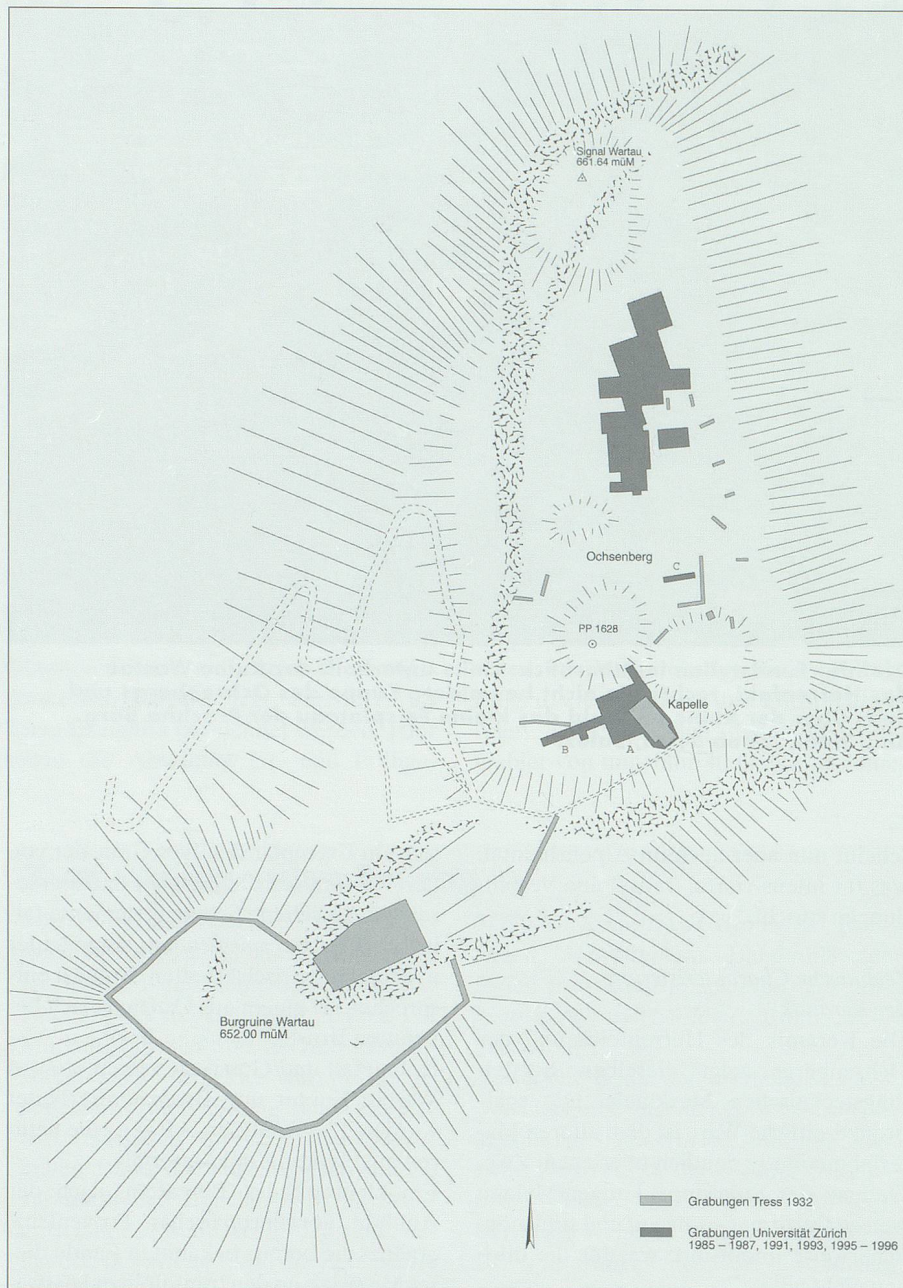 Signal Wartau
661.64 müM
Ochsenberg
C
PP 1628
Kapelle
B
A
Burgruine Wartau
652.00 müM
Grabungen Tress 1932
Grabungen Universität Zürich
1985 – 1987, 1991, 1993, 1995 – 1996